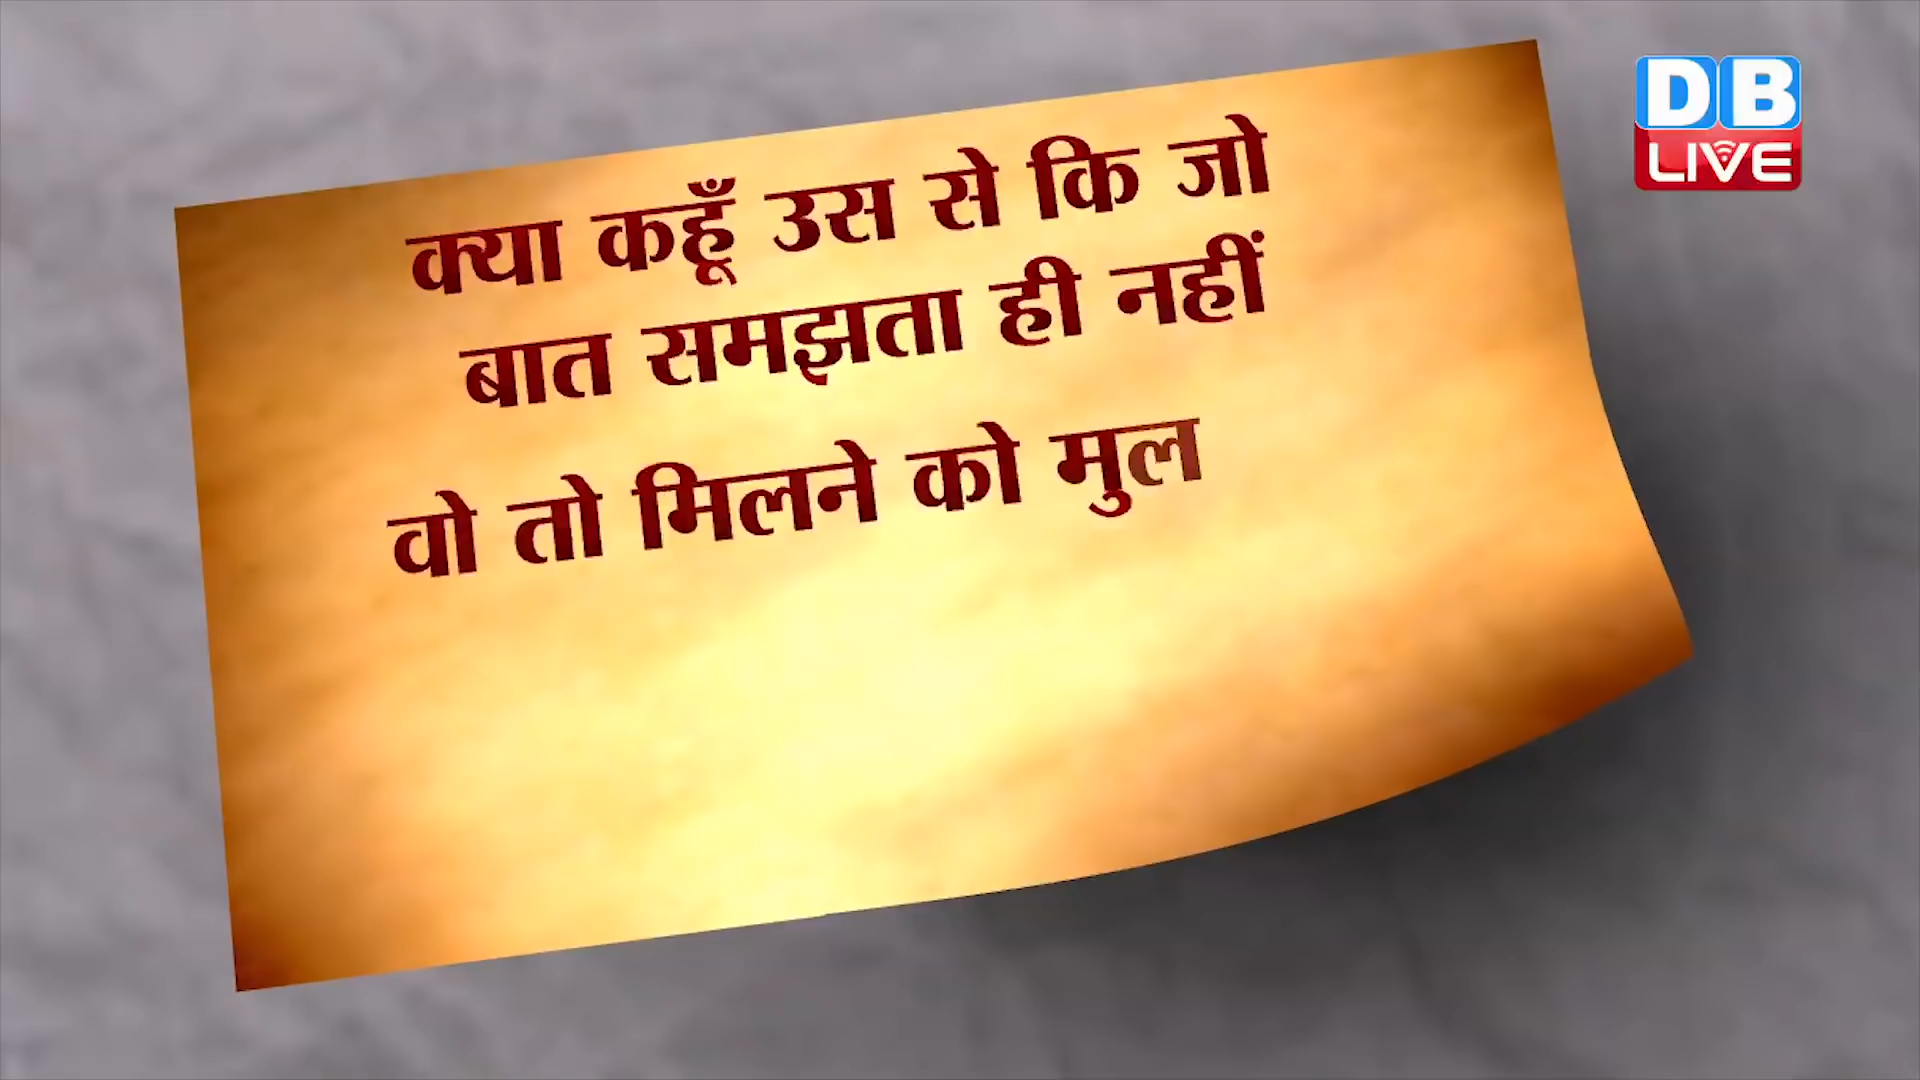 क्या कहूँ उस से कि जो
बात समझता ही नहीं
वो तो मिलने को मुल
DB
LIVE